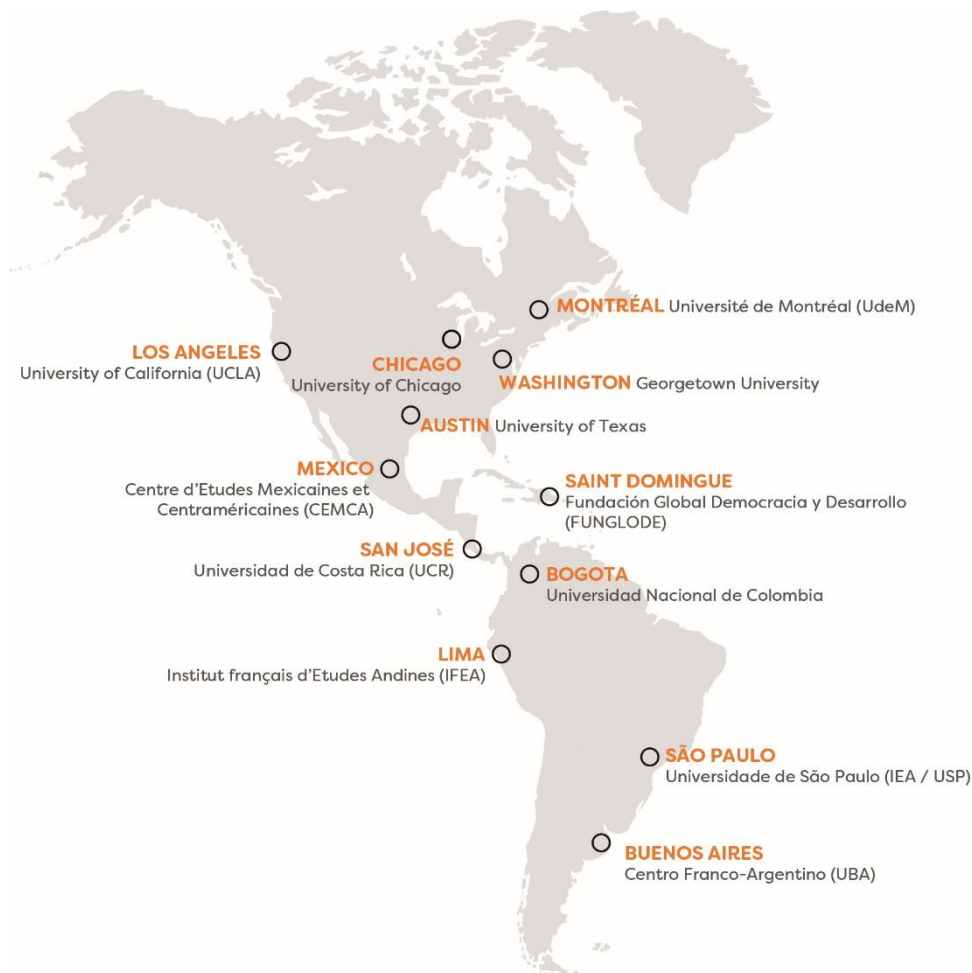 MONTRÉAL Université de Montréal (UdeM)
LOS ANGELES
University of California (UCLA)
CHICAGO
University of Chicago
WASHINGTON Georgetown University
AUSTIN University of Texas
MEXICO
Centre d'Etudes Mexicaines et
Centraméricaines (CEMCA)
SAINT DOMINGUE
Fundación Global Democracia y Desarrollo
(FUNGLODE)
SAN JOSÉ
Universidad de Costa Rica (UCR)
BOGOTA
Universidad Nacional de Colombia
LIMA
Institut français d'Etudes Andines (IFEA)
SÃO PAULO
Universidade de São Paulo (IEA / USP)
BUENOS AIRES
Centro Franco-Argentino (UBA)